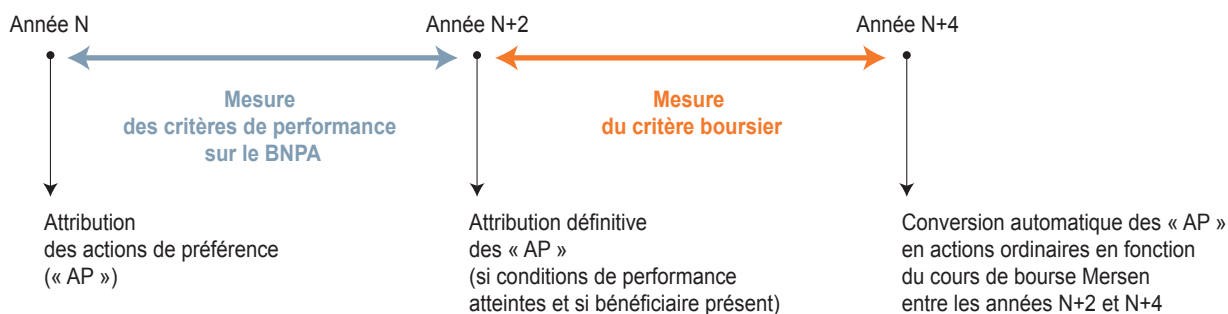 Année N
Année N+2
Année N+4
Mesure
des critères de performance
sur le BNPA
Mesure
du critère boursier
Attribution
des actions de préférence
(« AP »)
Attribution définitive
des « AP »
(si conditions de performance
atteintes et si bénéficiaire présent)
Conversion automatique des « AP »
en actions ordinaires en fonction
du cours de bourse Mersen
entre les années N+2 et N+4